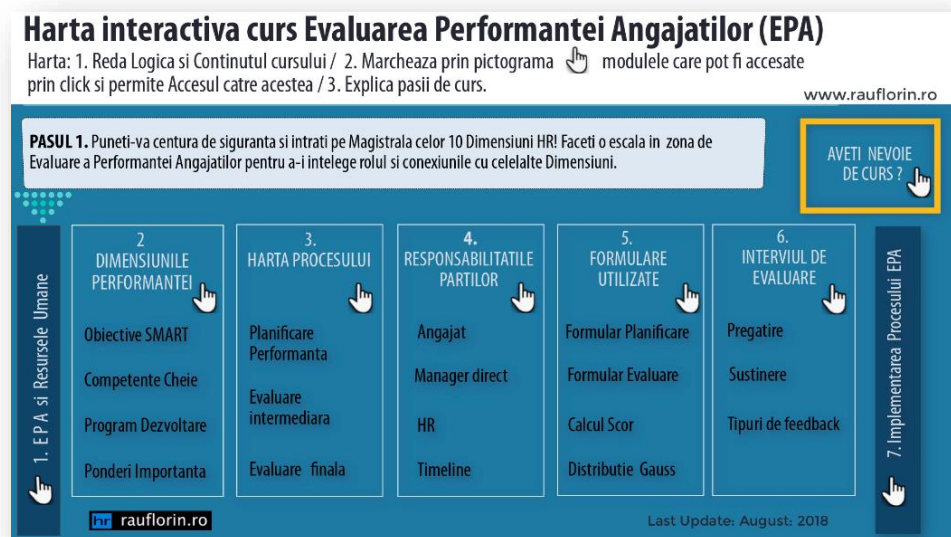 Harta interactiva curs Evaluarea Performantei Angajatilor (EPA)
Harta: 1. Reda Logica si Continutul cursului / 2. Marcheaza prin pictograma modulele care pot fi accesate
prin click si permite Accesul catre acestea / 3. Explica pasii de curs.
www.rauflorin.ro
PASUL 1. Puneti-va centura de siguranta si intrati pe Magistrala celor 10 Dimensiuni HR! Faceti o escala in zona de
Evaluare a Performantei Angajatilor pentru a-i intelege rolul si conexiunile cu celelalte Dimensiuni.
AVETI NEVOIE
DE CURS ?
1. E P A si Resursele Umane
2
DIMENSIUNILE
PERFORMANTEI
Obiective SMART
Competente Cheie
Program Dezvoltare
Ponderi Importanta
3.
HARTA PROCESULUI
Planificare
Performanta
Evaluare
intermediara
Evaluare finala
4.
RESPONSABILITATILE
PARTILOR
Angajat
Manager direct
HR
Timeline
5.
FORMULARE
UTILIZATE
Formular Planificare
Formular Evaluare
Calcul Scor
Distributie Gauss
6.
INTERVIUL DE
EVALUARE
Pregatire
Sustinere
Tipuri de feedback
7. Implementarea Procesului EPA
hr rauflorin.ro
Last Update: August: 2018